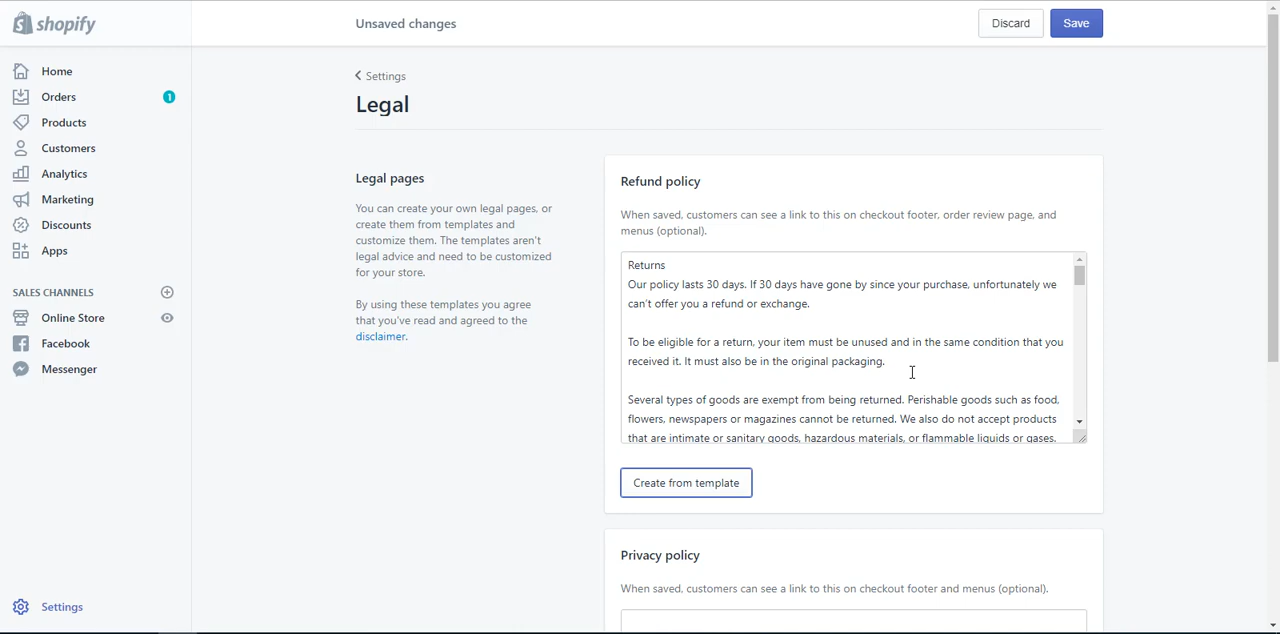 shopify
Unsaved changes
Discard
Save
Home
Orders
1
Products
Customers
Analytics
Marketing
Discounts
Apps
SALES CHANNELS
Online Store
Facebook
Messenger
Settings
Settings
Legal
Legal pages
You can create your own legal pages, or
create them from templates and
customize them. The templates aren't
legal advice and need to be customized
for your store.
By using these templates you agree
that you've read and agreed to the
disclaimer.
Refund policy
When saved, customers can see a link to this on checkout footer, order review page, and
menus (optional).
Returns
Our policy lasts 30 days. If 30 days have gone by since your purchase, unfortunately we
can't offer you a refund or exchange.
To be eligible for a return, your item must be unused and in the same condition that you
received it. It must also be in the original packaging.
Several types of goods are exempt from being returned. Perishable goods such as food,
flowers, newspapers or magazines cannot be returned. We also do not accept products
that are intimate or sanitary goods, hazardous materials, or flammable liquids or gases.
Create from template
Privacy policy
When saved, customers can see a link to this on checkout footer and menus (optional).